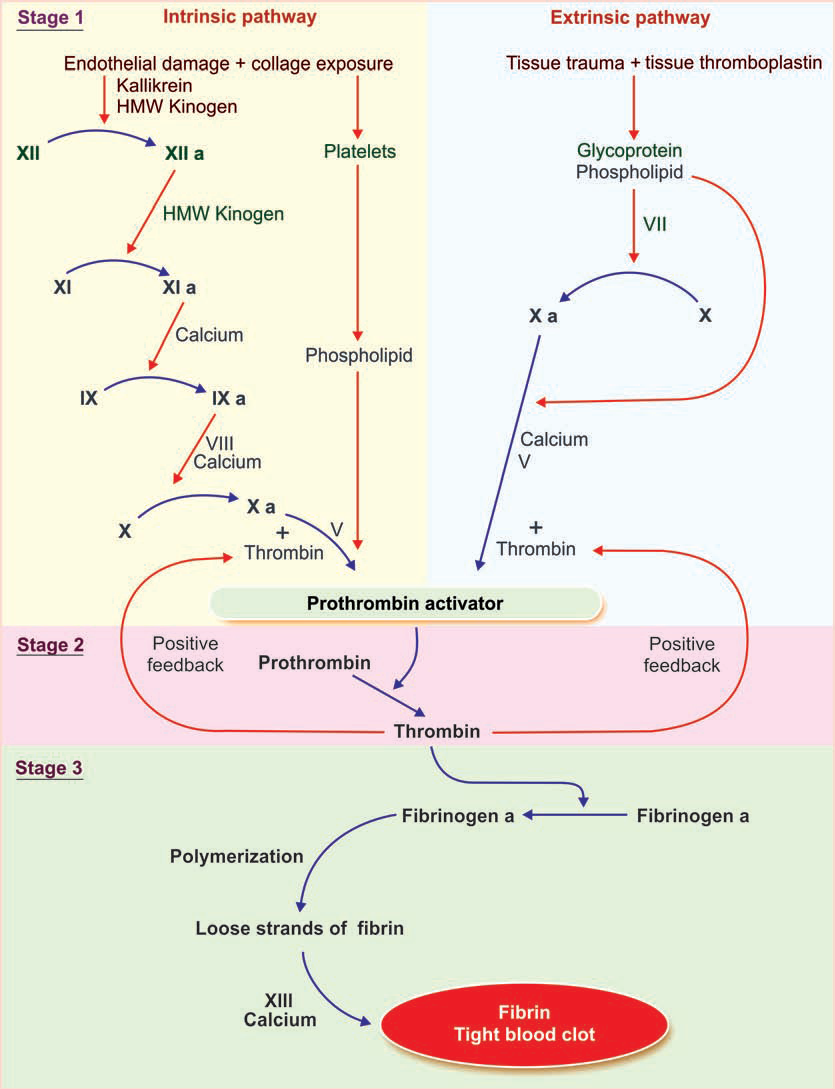 Stage 1
Intrinsic pathway
Extrinsic pathway
Endothelial damage + collage exposure
Kallikrein
HMW Kinogen
XII
XII a
Platelets
HMW Kinogen
XI
XI a
Calcium
Phospholipid
IX
IX a
VIII
Calcium
X
X a
+
Thrombin
V
Tissue trauma + tissue thromboplastin
Glycoprotein
Phospholipid
VII
X a
X
Calcium
V
+
Thrombin
Prothrombin activator
Stage 2
Positive
feedback
Prothrombin
Positive
feedback
Thrombin
Stage 3
Fibrinogen a
Fibrinogen a
Polymerization
Loose strands of fibrin
XIII
Calcium
Fibrin
Tight blood clot